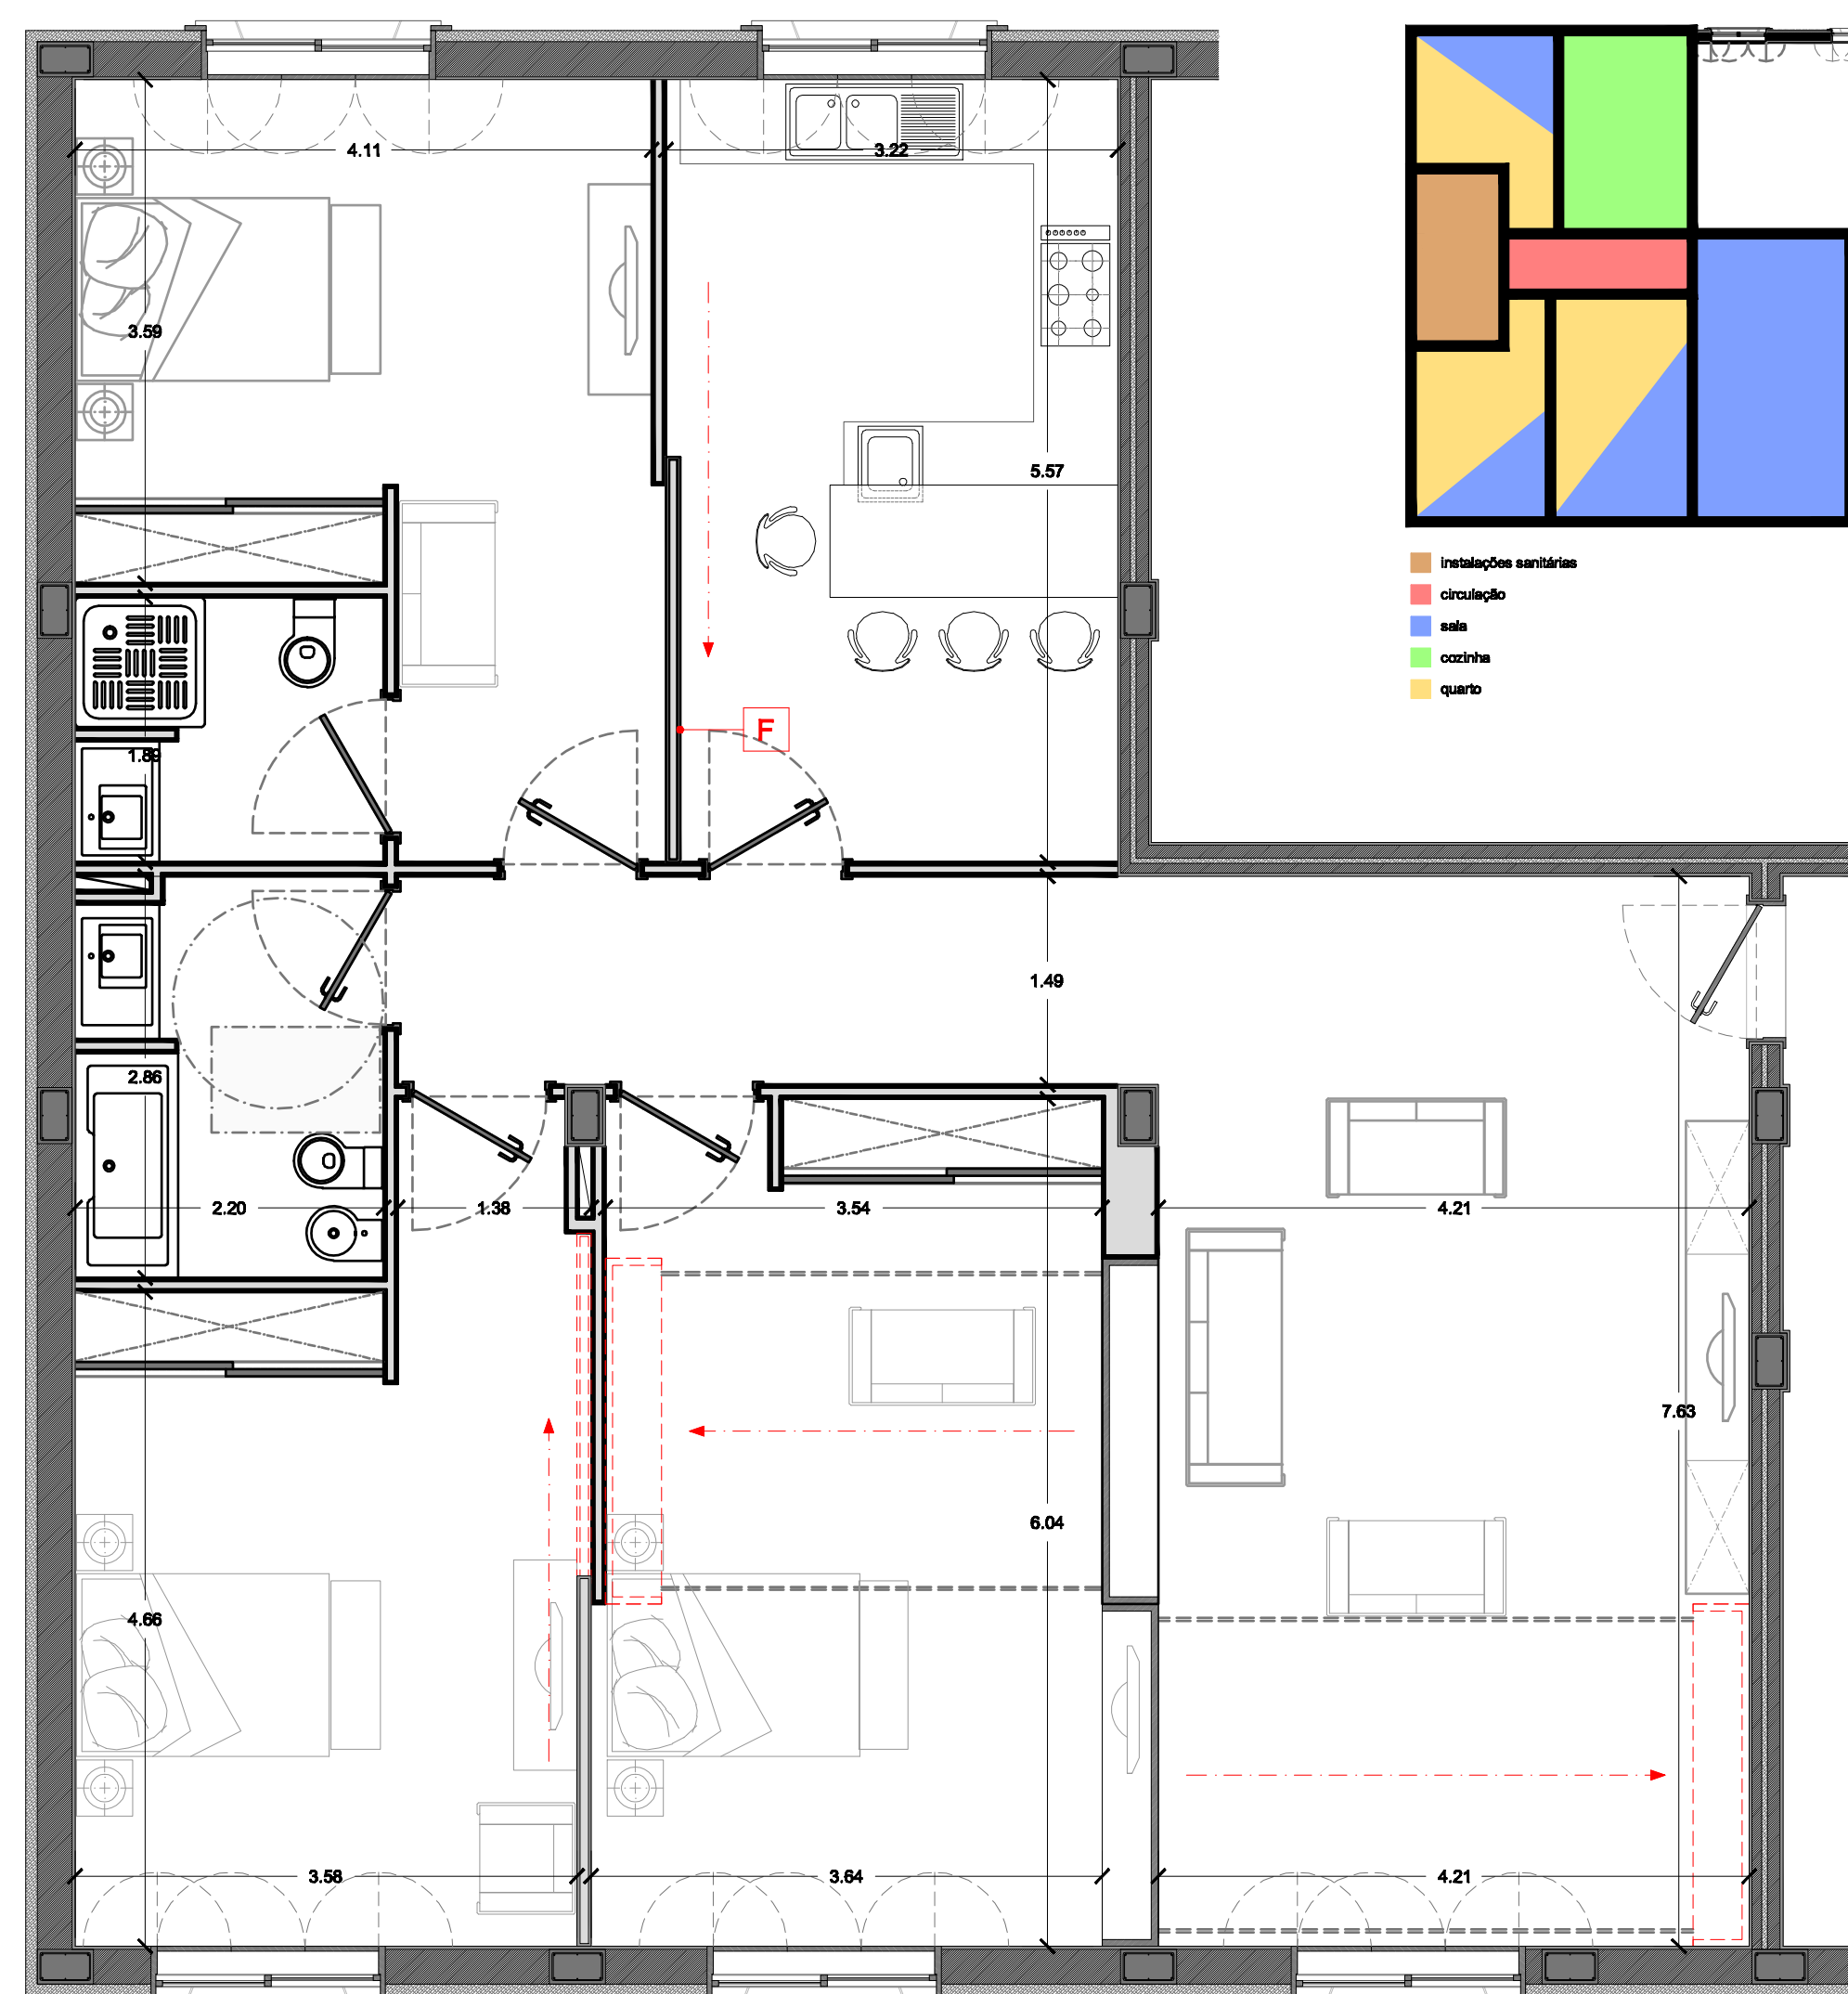 4.11
3.22
3.59
5.57
instalações sanitárias
circulação
sala
cozinha
quarto
F
1.89
1.49
2.86
2.20
1.38
3.54
4.21
7.63
6.04
4.66
3.58
3.64
4.21